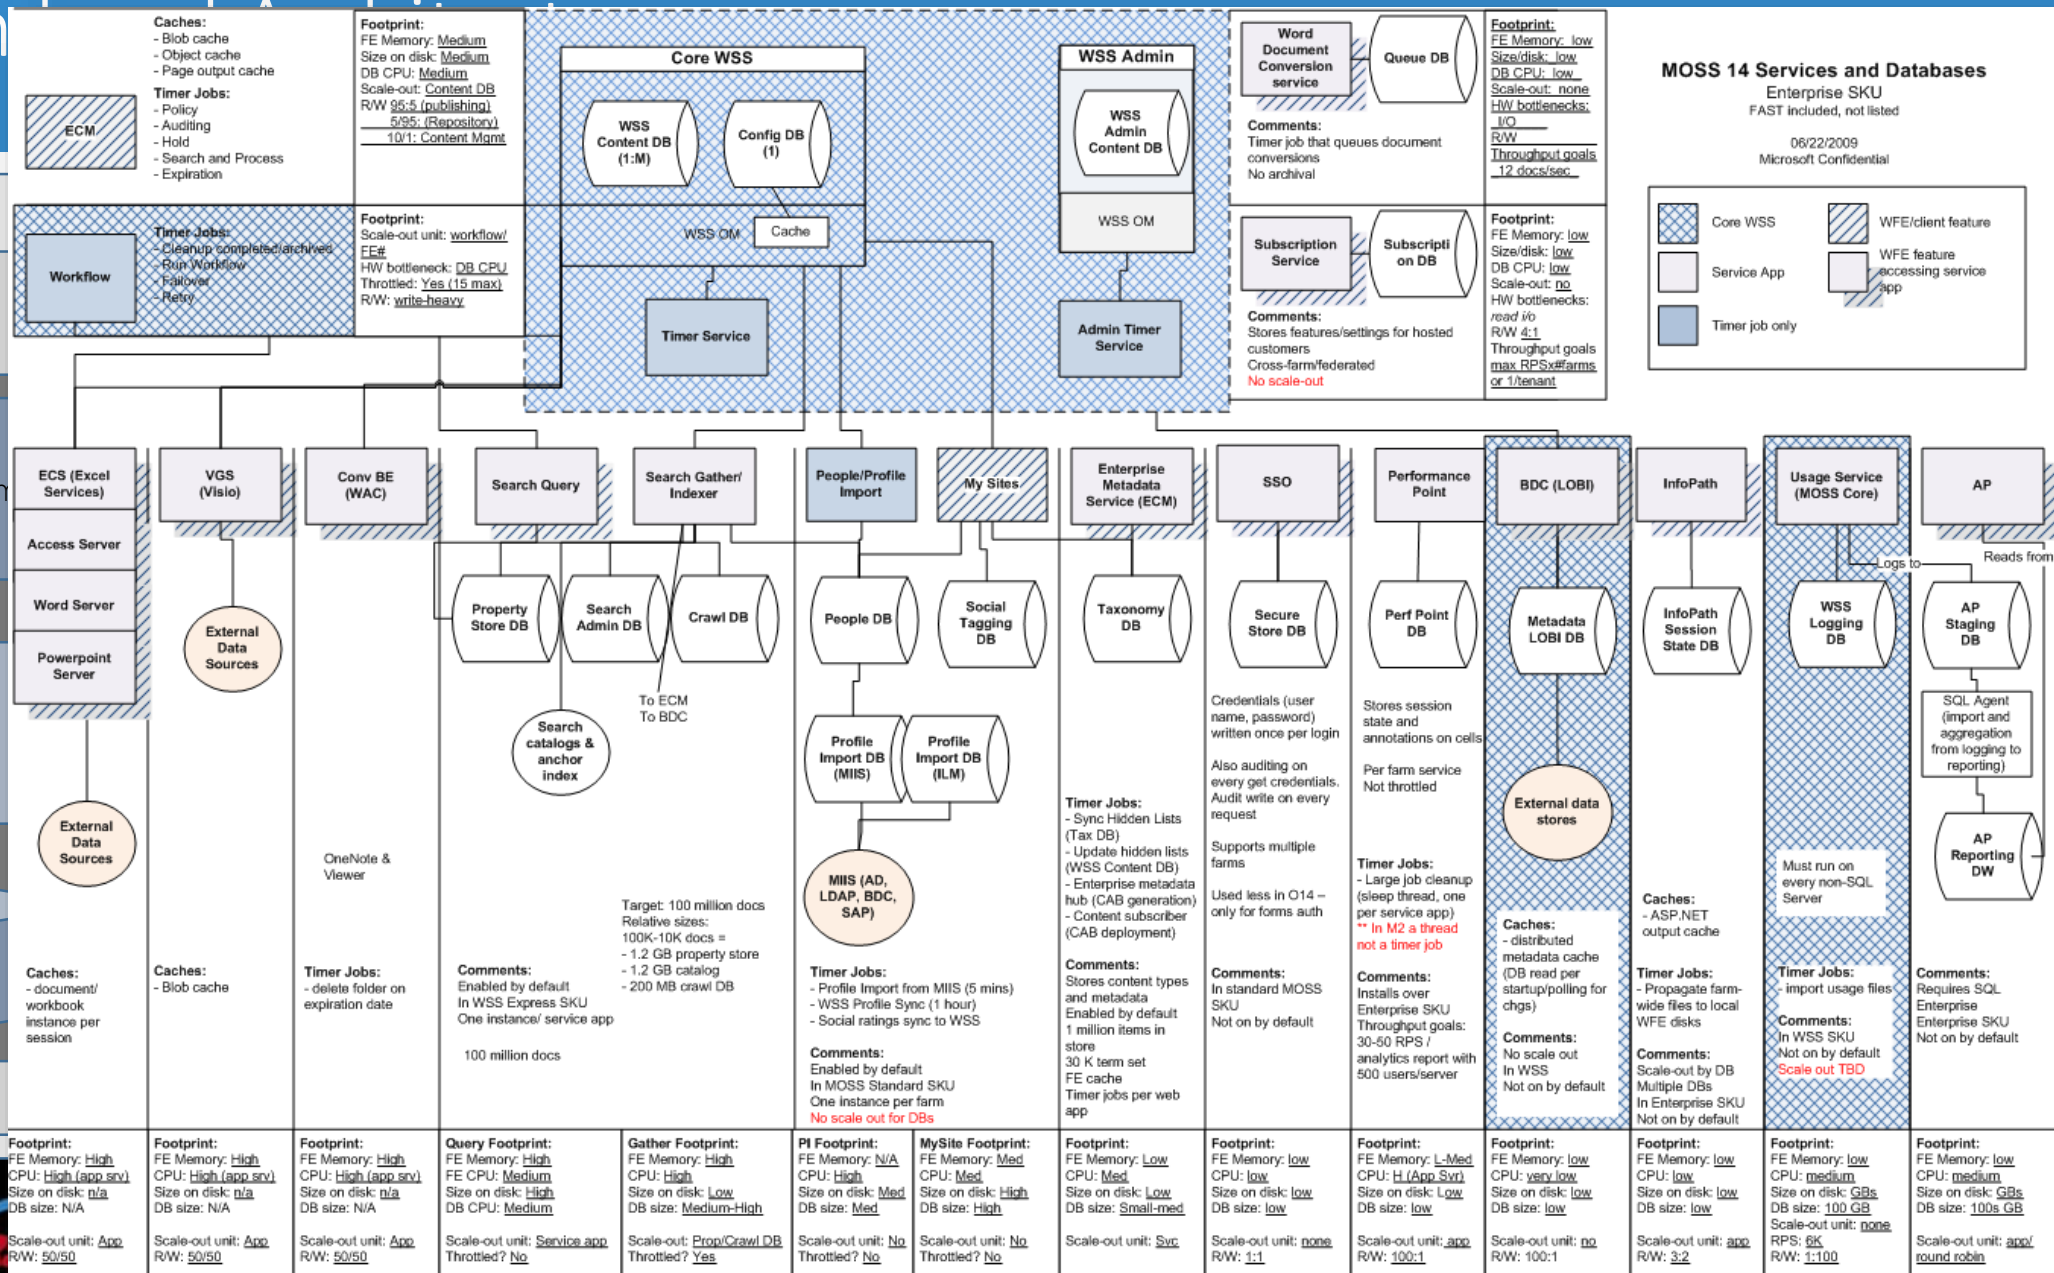 Caches:
- Blob cache
- Object cache
- Page output cache
Timer Jobs:
- Policy
- Auditing
- Hold
- Search and Process
- Expiration
ECM
Footprint:
FE Memory: Medium
Size on disk: Medium
DB CPU: Medium
Scale-out: Content DB
R/W 95:5 (publishing)
5/95: (Repository)
10/1: Content Mgmt
Workflow
Timer Jobs:
- Cleanup completed/archived
- Run Workflow
- Failover
- Retry
Footprint:
Scale-out unit: workflow/
FE#
HW bottleneck: DB CPU
Throttled: Yes (15 max)
R/W: write-heavy
Core WSS
WSS
Content DB
(1:M)
Config DB
(1)
WSS OM
Cache
Timer Service
WSS Admin
WSS
Admin
Content DB
WSS OM
Admin Timer
Service
Word
Document
Conversion
service
Queue DB
Comments:
Timer job that queues document
conversions
No archival
Footprint:
FE Memory: low
Size/disk: low
DB CPU: low
Scale-out: none
HW bottlenecks:
I/O
R/W
Throughput goals
12 docs/sec
Subscription
Service
Subscripti
on DB
Comments:
Stores features/settings for hosted
customers
Cross-farm/federated
No scale-out
Footprint:
FE Memory: low
Size/disk: low
DB CPU: low
Scale-out: no
HW bottlenecks:
read i/o
R/W 4:1
Throughput goals
max RPSx#farms
or 1/tenant
MOSS 14 Services and Databases
Enterprise SKU
FAST included, not listed
06/22/2009
Microsoft Confidential
Core WSS
WFE/client feature
Service App
WFE feature
accessing service
app
Timer job only
ECS (Excel
Services)
Access Server
Word Server
Powerpoint
Server
External
Data
Sources
Caches:
- document/
workbook
instance per
session
VGS
(Visio)
External
Data
Sources
Caches:
- Blob cache
Conv BE
(WAC)
OneNote &
Viewer
Timer Jobs:
- delete folder on
expiration date
Search Query
Property
Store DB
Search
Admin DB
Search
catalogs &
anchor
index
Comments:
Enabled by default
In WSS Express SKU
One instance/ service app
100 million docs
Search Gather/
Indexer
Crawl DB
To ECM
To BDC
Target: 100 million docs
Relative sizes:
100K-10K docs =
- 1.2 GB property store
- 1.2 GB catalog
- 200 MB crawl DB
People/Profile
Import
My Sites
People DB
Social
Tagging
DB
Profile
Import DB
(MIIS)
Profile
Import DB
(ILM)
MIIS (AD,
LDAP, BDC,
SAP)
Timer Jobs:
- Profile Import from MIIS (5 mins)
- WSS Profile Sync (1 hour)
- Social ratings sync to WSS
Comments:
Enabled by default
In MOSS Standard SKU
One instance per farm
No scale out for DBs
Enterprise
Metadata
Service (ECM)
Taxonomy
DB
Timer Jobs:
- Sync Hidden Lists
(Tax DB)
- Update hidden lists
(WSS Content DB)
- Enterprise metadata
hub (CAB generation)
- Content subscriber
(CAB deployment)
Comments:
Stores content types
and metadata
Enabled by default
1 million items in
store
30 K term set
FE cache
Timer jobs per web
app
SSO
Secure
Store DB
Credentials (user
name, password)
written once per login
Also auditing on
every get credentials.
Audit write on every
request
Supports multiple
farms
Used less in O14 –
only for forms auth
Comments:
In standard MOSS
SKU
Not on by default
Performance
Point
Perf Point
DB
Stores session
state and
annotations on cells
Per farm service
Not throttled
Timer Jobs:
- Large job cleanup
(sleep thread, one
per service app)
** In M2 a thread
not a timer job
Comments:
Installs over
Enterprise SKU
Throughput goals:
30-50 RPS /
analytics report with
500 users/server
BDC (LOBI)
Metadata
LOBI DB
External data
stores
Caches:
- distributed
metadata cache
(DB read per
startup/polling for
chgs)
Comments:
No scale out
In WSS
Not on by default
InfoPath
InfoPath
Session
State DB
Caches:
- ASP.NET
output cache
Timer Jobs:
- Propagate farm-
wide files to local
WFE disks
Comments:
Scale-out by DB
Multiple DBs
In Enterprise SKU
Not on by default
Usage Service
(MOSS Core)
Logs to
WSS
Logging
DB
Must run on
every non-SQL
Server
Timer Jobs:
- import usage files
Comments:
In WSS SKU
Not on by default
Scale out TBD
AP
Reads from
AP
Staging
DB
SQL Agent
(import and
aggregation
from logging to
reporting)
AP
Reporting
DW
Comments:
Requires SQL
Enterprise
Enterprise SKU
Not on by default
Footprint:
FE Memory: High
CPU: High (app srv)
Size on disk: n/a
DB size: N/A
Scale-out unit: App
R/W: 50/50
Footprint:
FE Memory: High
CPU: High (app srv)
Size on disk: n/a
DB size: N/A
Scale-out unit: App
R/W: 50/50
Footprint:
FE Memory: High
CPU: High (app srv)
Size on disk: n/a
DB size: N/A
Scale-out unit: App
R/W: 50/50
Query Footprint:
FE Memory: High
FE CPU: Medium
Size on disk: High
DB CPU: Medium
Scale-out unit: Service app
Throttled? No
Gather Footprint:
FE Memory: High
CPU: High
Size on disk: Low
DB size: Medium-High
Scale-out: Prop/Crawl DB
Throttled? Yes
PI Footprint:
FE Memory: N/A
CPU: High
Size on disk: Med
DB size: Med
Scale-out unit: No
Throttled? No
MySite Footprint:
FE Memory: Med
CPU: Med
Size on disk: High
DB size: High
Scale-out unit: No
Throttled? No
Footprint:
FE Memory: Low
CPU: Med
Size on disk: Low
DB size: Small-med
Scale-out unit: Svc
Footprint:
FE Memory: low
CPU: low
Size on disk: low
DB size: low
Scale-out unit: none
R/W: 1:1
Footprint:
FE Memory: L-Med
CPU: H (App Svr)
Size on disk: Low
DB size: low
Scale-out unit: app
R/W: 100:1
Footprint:
FE Memory: low
CPU: very low
Size on disk: low
DB size: low
Scale-out unit: no
R/W: 100:1
Footprint:
FE Memory: low
CPU: low
Size on disk: low
DB size: low
Scale-out unit: app
R/W: 3:2
Footprint:
FE Memory: low
CPU: medium
Size on disk: GBs
DB size: 100 GB
Scale-out unit: none
RPS: 6K
R/W: 1:100
Footprint:
FE Memory: low
CPU: medium
Size on disk: GBs
DB size: 100s GB
Scale-out unit: app/
round robin